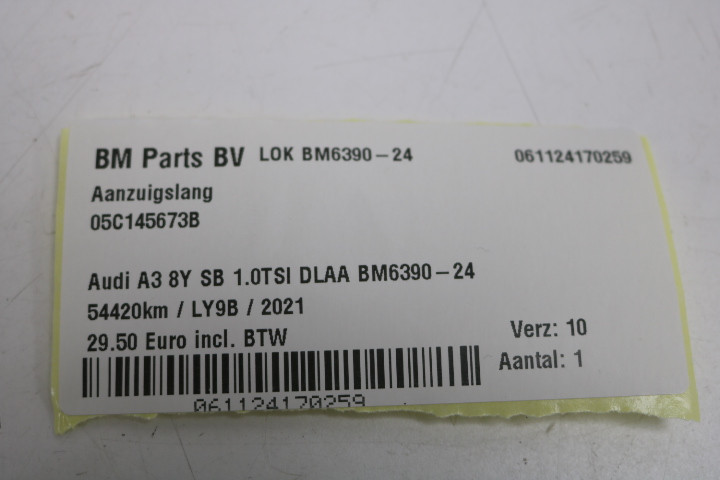 BM Parts BV LOK BM6390-24 061124170259
Aanzuigslang
05C145673B
Audi A3 8Y SB 1.0TSI DLAA BM6390-24
54420km / LY9B / 2021
29.50 Euro incl. BTW
Verz: 10
Aantal: 1
061124170259